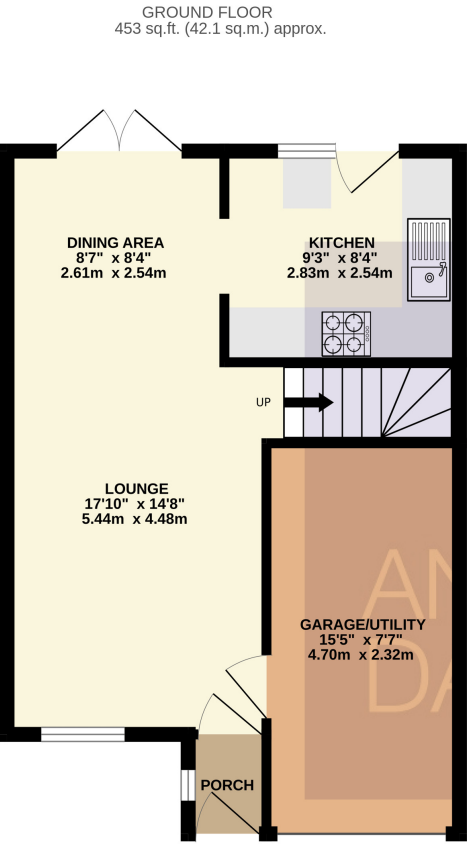 GROUND FLOOR
453 sq.ft. (42.1 sq.m.) approx.
DINING AREA
8'7" x 8'4"
2.61m x 2.54m
KITCHEN
9'3" x 8'4"
2.83m x 2.54m
UP
LOUNGE
17'10" x 14'8"
5.44m x 4.48m
GARAGE/UTILITY
15'5" x 7'7"
4.70m x 2.32m
PORCH